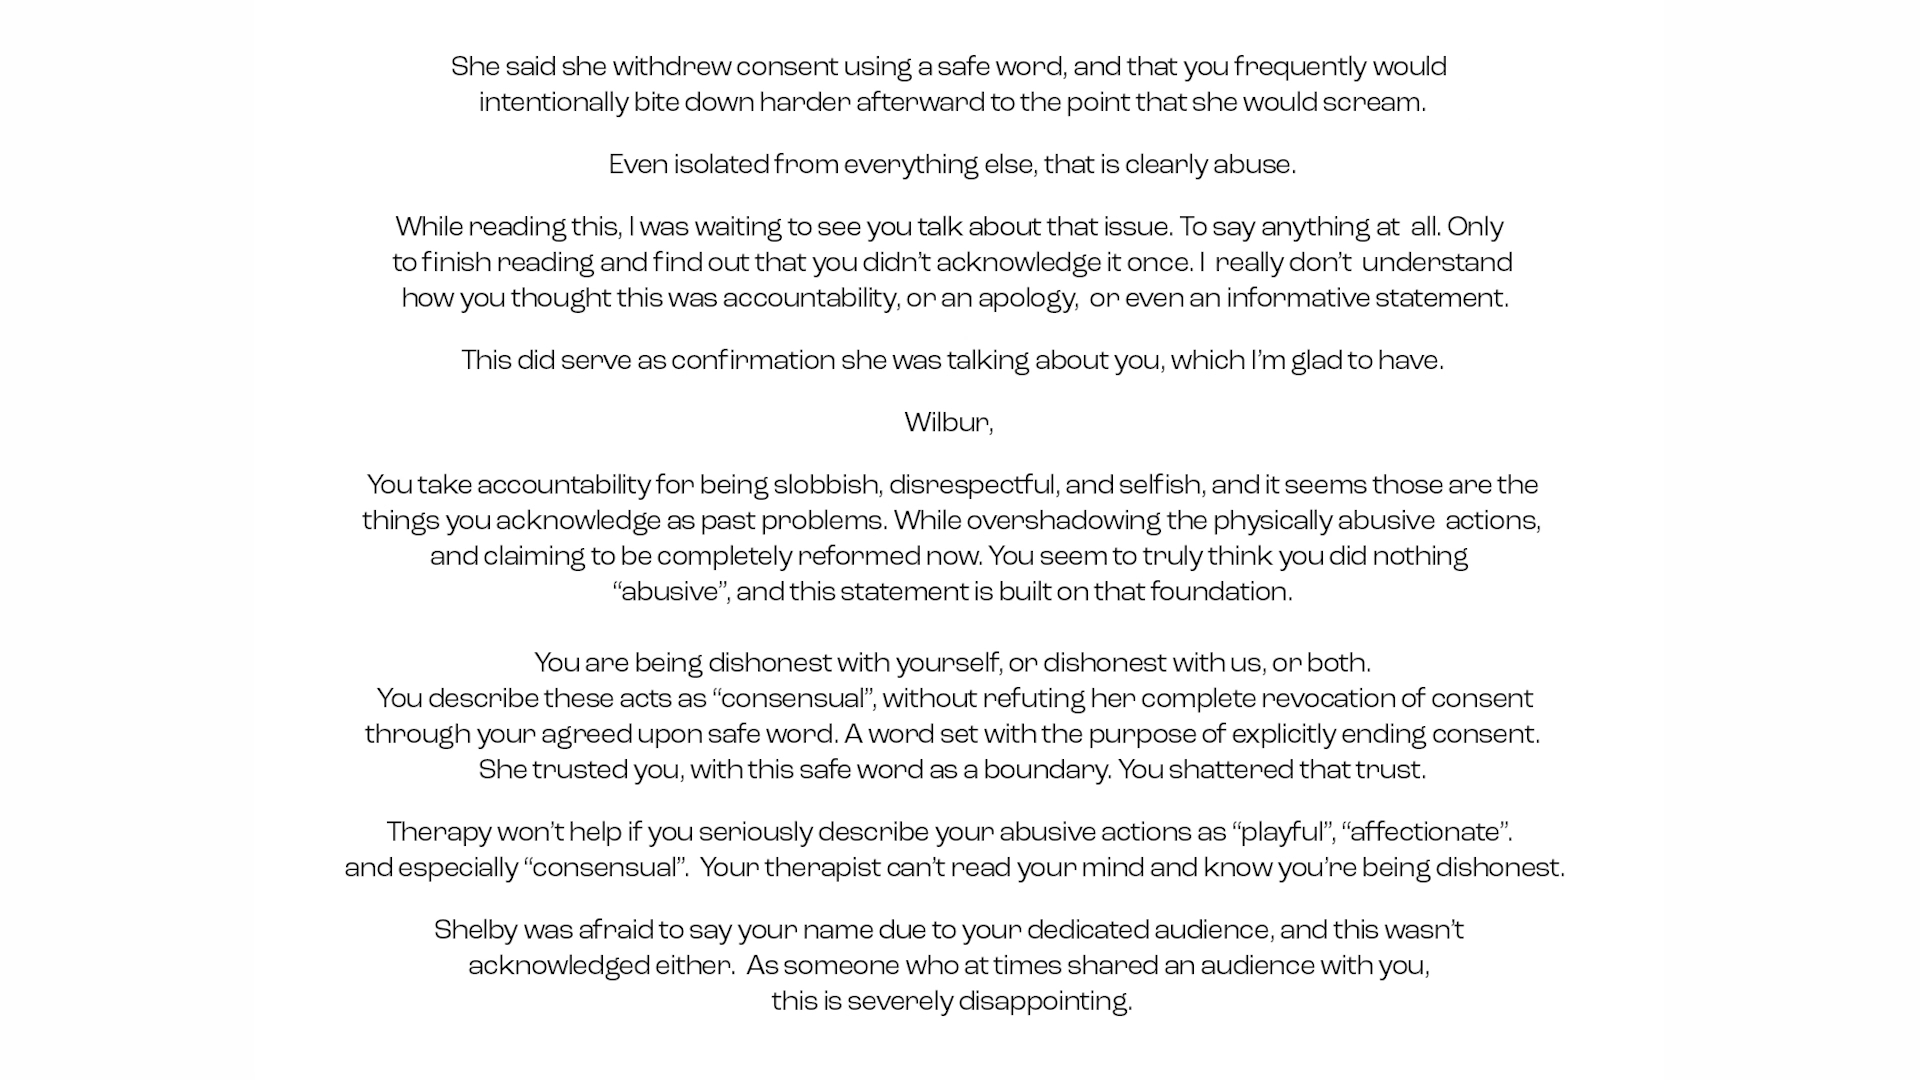 She said she withdrew consent using a safe word, and that you frequently would
intentionally bite down harder afterward to the point that she would scream.
Even isolated from everything else, that is clearly abuse.
While reading this, I was waiting to see you talk about that issue. To say anything at all. Only
to finish reading and find out that you didn’t acknowledge it once. I really don’t understand
how you thought this was accountability, or an apology, or even an informative statement.
This did serve as confirmation she was talking about you, which I’m glad to have.
Wilbur,
You take accountability for being slobbish, disrespectful, and selfish, and it seems those are the
things you acknowledge as past problems. While overshadowing the physically abusive actions,
and claiming to be completely reformed now. You seem to truly think you did nothing
“abusive”, and this statement is built on that foundation.
You are being dishonest with yourself, or dishonest with us, or both.
You describe these acts as “consensual”, without refuting her complete revocation of consent
through your agreed upon safe word. A word set with the purpose of explicitly ending consent.
She trusted you, with this safe word as a boundary. You shattered that trust.
Therapy won’t help if you seriously describe your abusive actions as “playful”, “affectionate”.
and especially “consensual”. Your therapist can’t read your mind and know you’re being dishonest.
Shelby was afraid to say your name due to your dedicated audience, and this wasn’t
acknowledged either. As someone who at times shared an audience with you,
this is severely disappointing.